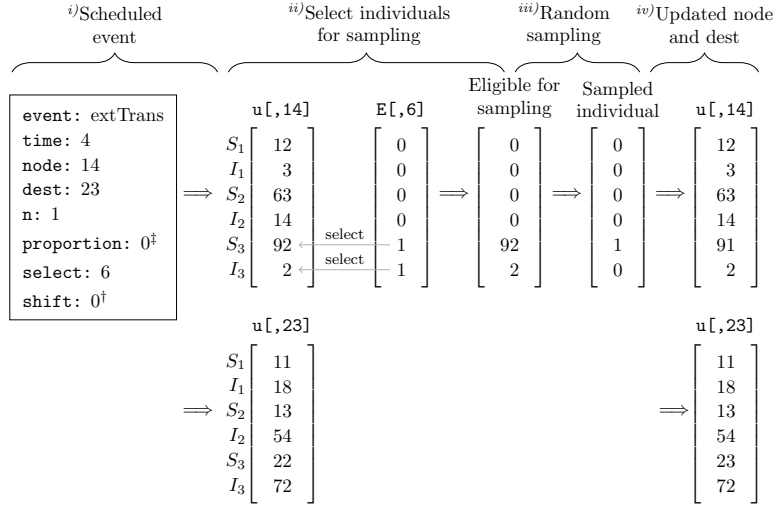 i)Scheduled event
ii)Select individuals for sampling
iii)Random sampling
iv)Updated node and dest
event: extTrans
time: 4
node: 14
dest: 23
n: 1
proportion: 0‡
select: 6
shift: 0†
u[,14] E[,6] Eligible for sampling Sampled individual u[,14]
S1 12 0 0 0 12
I1 3 0 0 0 3
⟹ S2 63 0 ⟹ 0 ⟹ 0 ⟹ 63
I2 14 0 0 0 14
S3 92 select 1 92 1 91
I3 2 select 1 2 0 2
u[,23] u[,23]
S1 11 11
I1 18 18
⟹ S2 13 ⟹ 13
I2 54 54
S3 22 23
I3 72 72